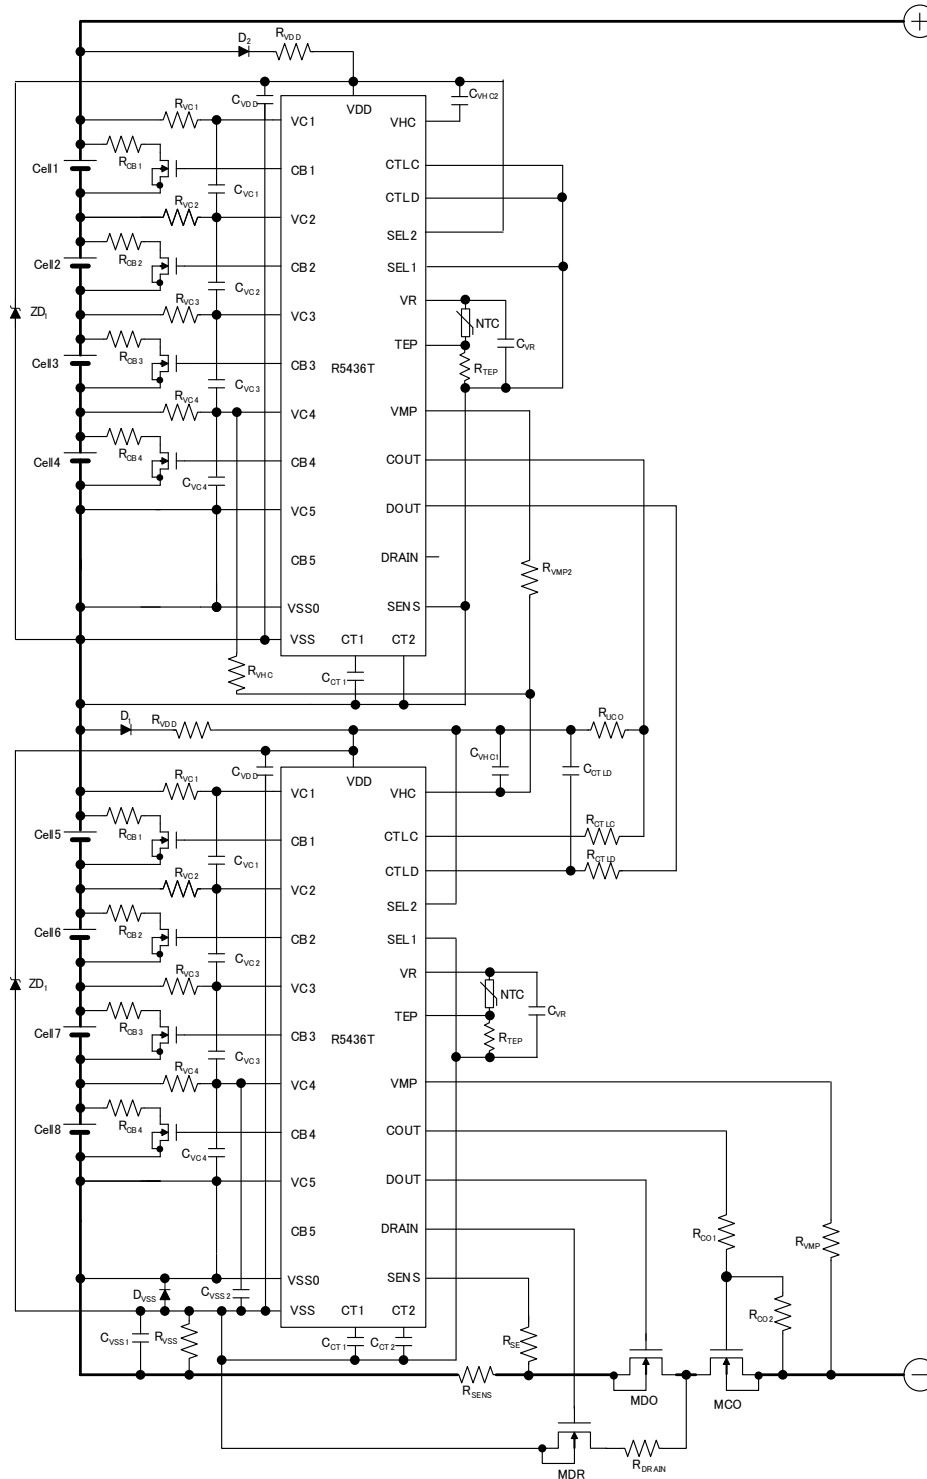 +
D2 RVDD
CVDD VDD CVHC2
RVC1 VC1 VHC
CTLC
Cell1 RCB1 CB1
CVC1 CTLD
RVC2 VC2
SEL2
Cell2 RCB2 CB2 SEL1
CVC2
RVC3 VR NTC
ZD1 VC3
TEP CVR
Cell3 RCB3 CB3 R5436T RTEP
CVC3
RVC4 VC4 VMP
Cell4 RCB4 CB4 COUT
CVC4
VC5 DOUT
CB5 DRAIN RVMP2
VSS0 SENS
VSS CT1 CT2
RVHC CCT1
D1 RVDD RUCO
CVDD VDD CVHC1 CCTLD
RVC1 VC1 VHC
Cell5 RCB1 CB1 CTLC RCTLC
CVC1 CTLD RCTLD
RVC2 VC2
SEL2
Cell6 RCB2 CB2 SEL1
CVC2
RVC3 VR
ZD1 VC3 NTC
TEP CVR
Cell7 RCB3 CB3 R5436T RTEP
CVC3
RVC4 VC4 VMP
Cell8 RCB4 CB4 COUT
CVC4
VC5 DOUT
CB5 DRAIN RCO1 RVMP
VSS0 SENS
DVSS CVSS2
VSS CT1 CT2 RCO2
CVSS1 RVSS CCT1 CCT2 RSE
−
RSENS MDO MCO
MDR RDRAIN